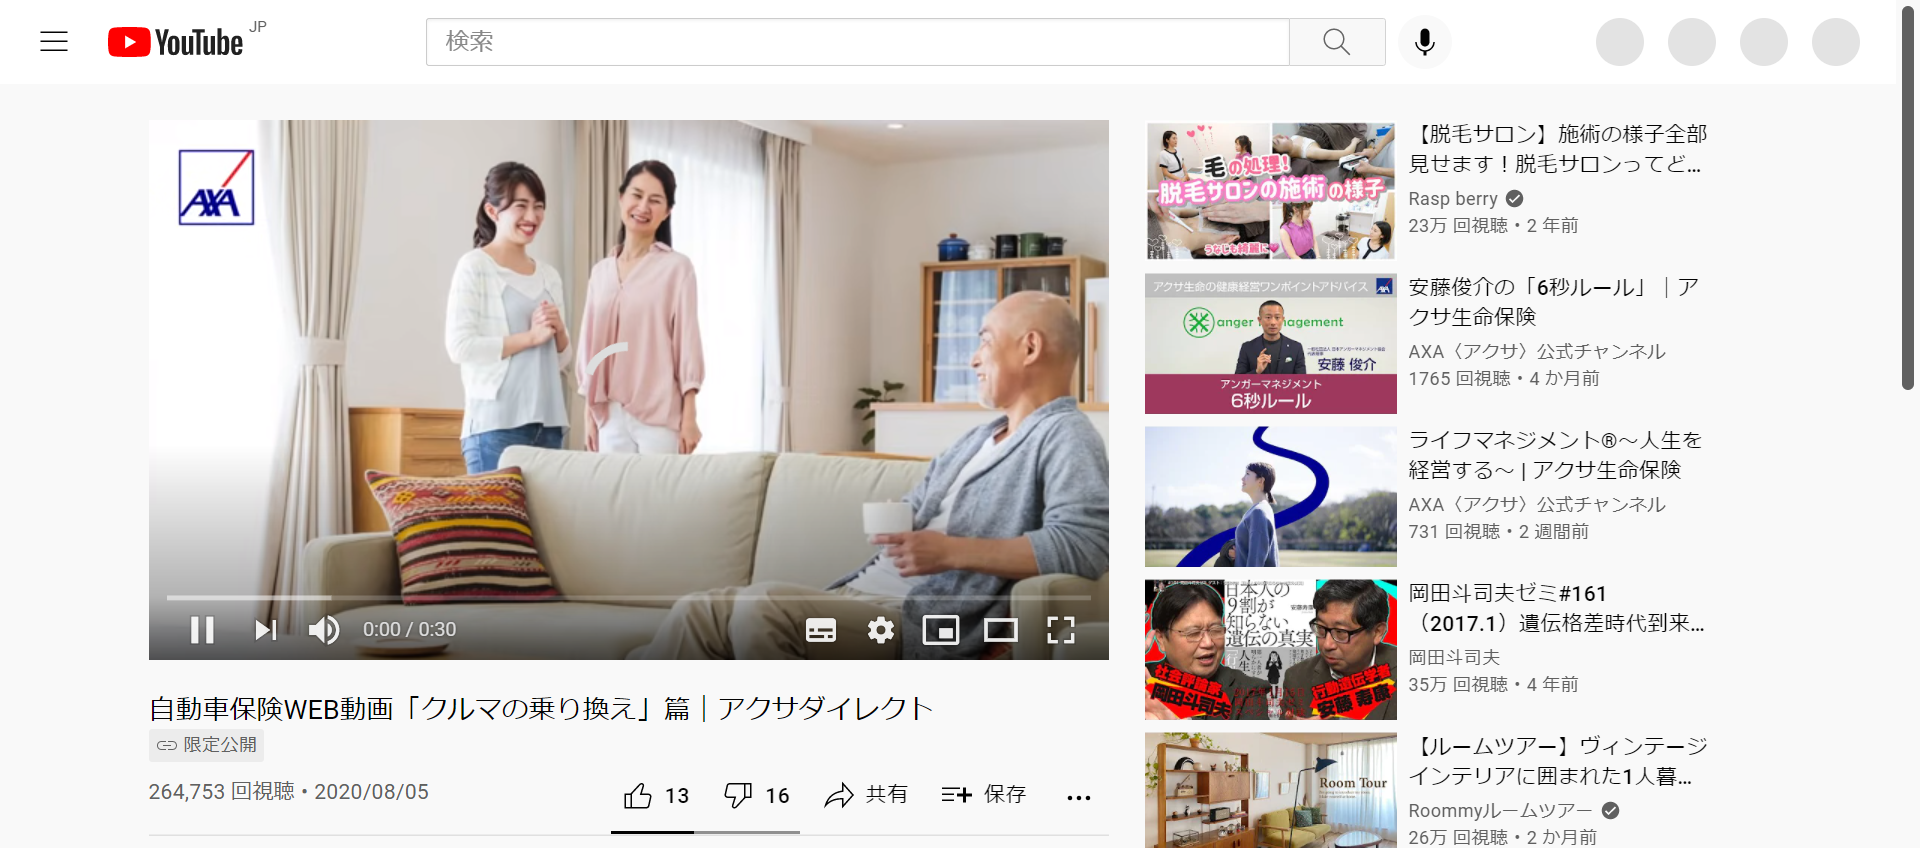 YouTube JP
検索
AXA
0:00 / 0:30
自動車保険WEB動画「クルマの乗り換え」篇｜アクサダイレクト
限定公開
264,753 回視聴・2020/08/05
13
16
共有
保存
毛の処理!
脱毛サロンの施術の様子
うなじも綺麗に
【脱毛サロン】施術の様子全部
見せます！脱毛サロンってど...
Rasp berry
23万 回視聴・2 年前
アクサ生命の健康経営ワンポイントアドバイス
AXA
安藤 俊介
アンガーマネジメント
6秒ルール
安藤俊介の「6秒ルール」｜ア
クサ生命保険
AXA〈アクサ〉公式チャンネル
1765 回視聴・4 か月前
ライフマネジメント®～人生を
経営する～ | アクサ生命保険
AXA〈アクサ〉公式チャンネル
731 回視聴・2 週間前
日本人の
9割が
知らない
遺伝の真実
社会評論家
岡田斗司夫
行動遺伝学者
安藤 寿康
岡田斗司夫ゼミ#161
（2017.1）遺伝格差時代到来...
岡田斗司夫
35万 回視聴・4 年前
Room Tour
【ルームツアー】ヴィンテージ
インテリアに囲まれた1人暮...
Roommyルームツアー
26万 回視聴・2 か月前